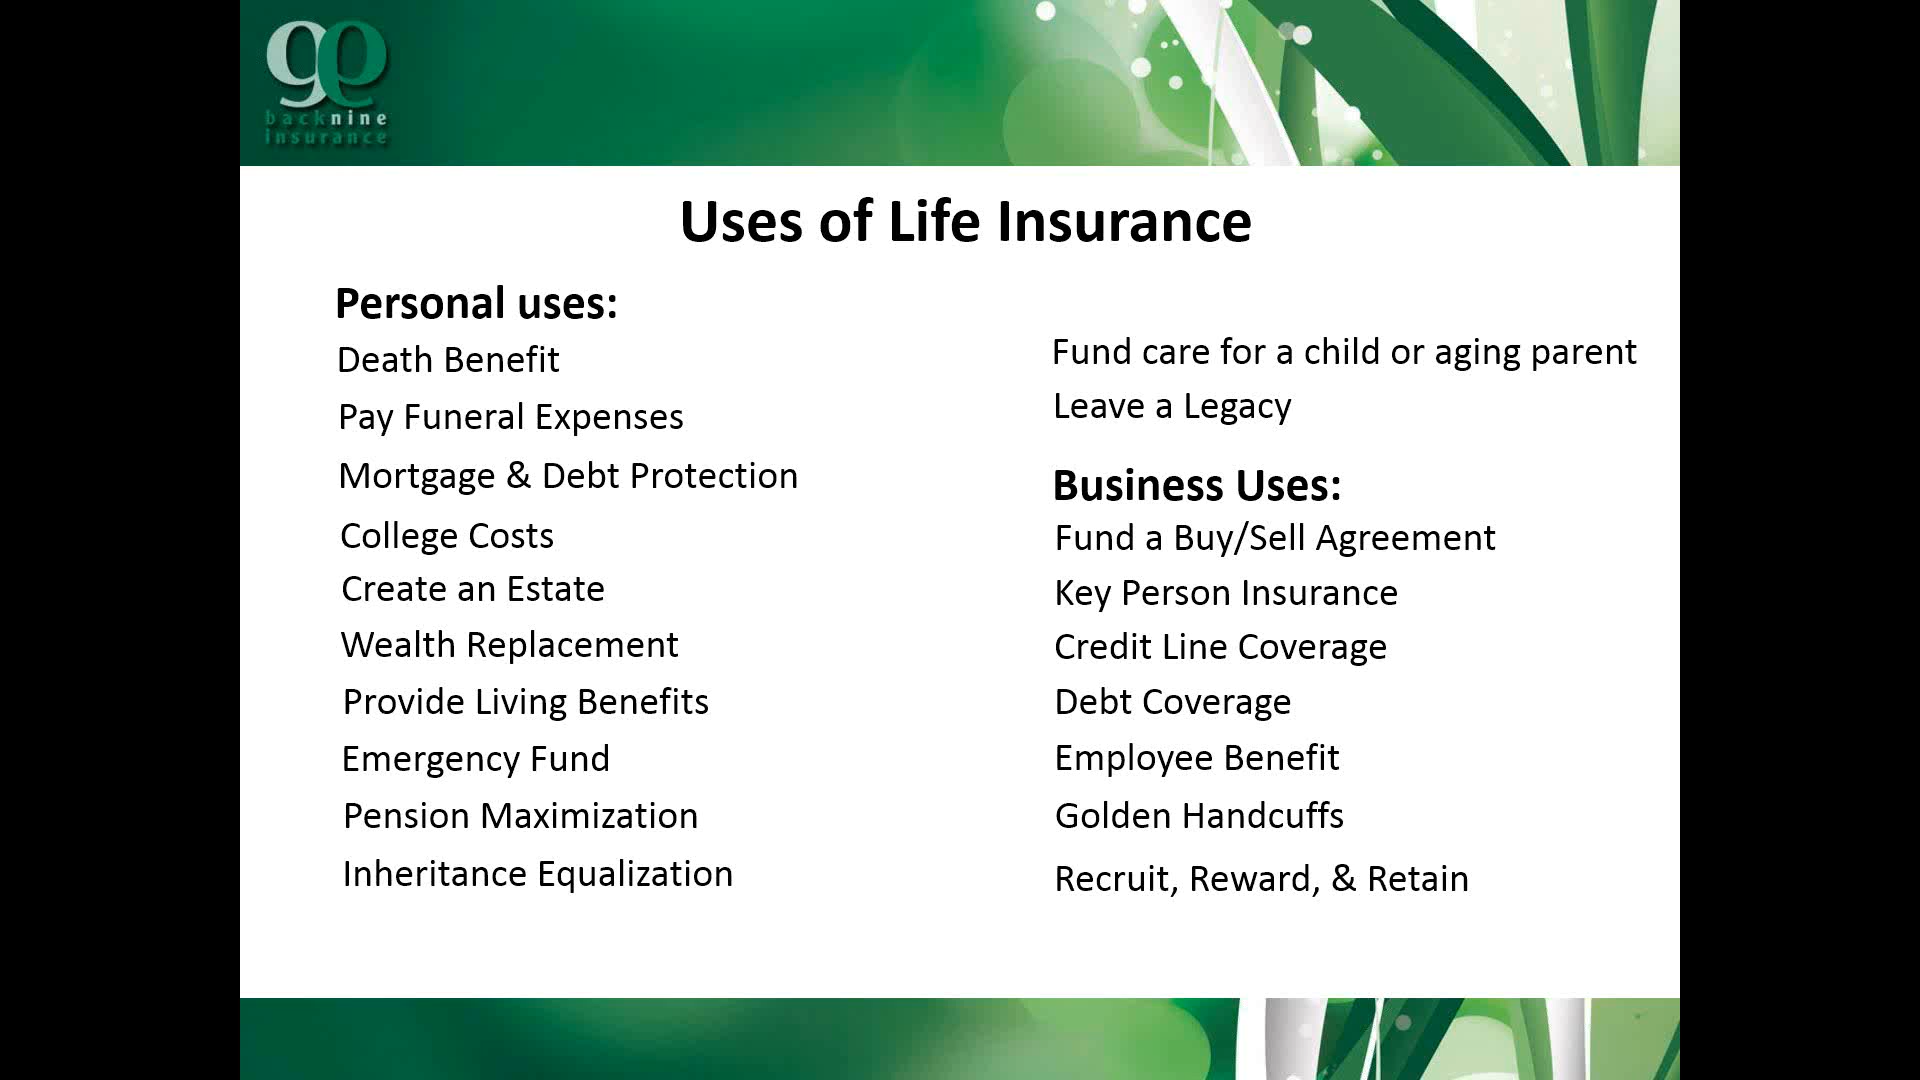 backnine
insurance
Uses of Life Insurance
Personal uses:
Death Benefit
Pay Funeral Expenses
Mortgage & Debt Protection
College Costs
Create an Estate
Wealth Replacement
Provide Living Benefits
Emergency Fund
Pension Maximization
Inheritance Equalization
Fund care for a child or aging parent
Leave a Legacy
Business Uses:
Fund a Buy/Sell Agreement
Key Person Insurance
Credit Line Coverage
Debt Coverage
Employee Benefit
Golden Handcuffs
Recruit, Reward, & Retain